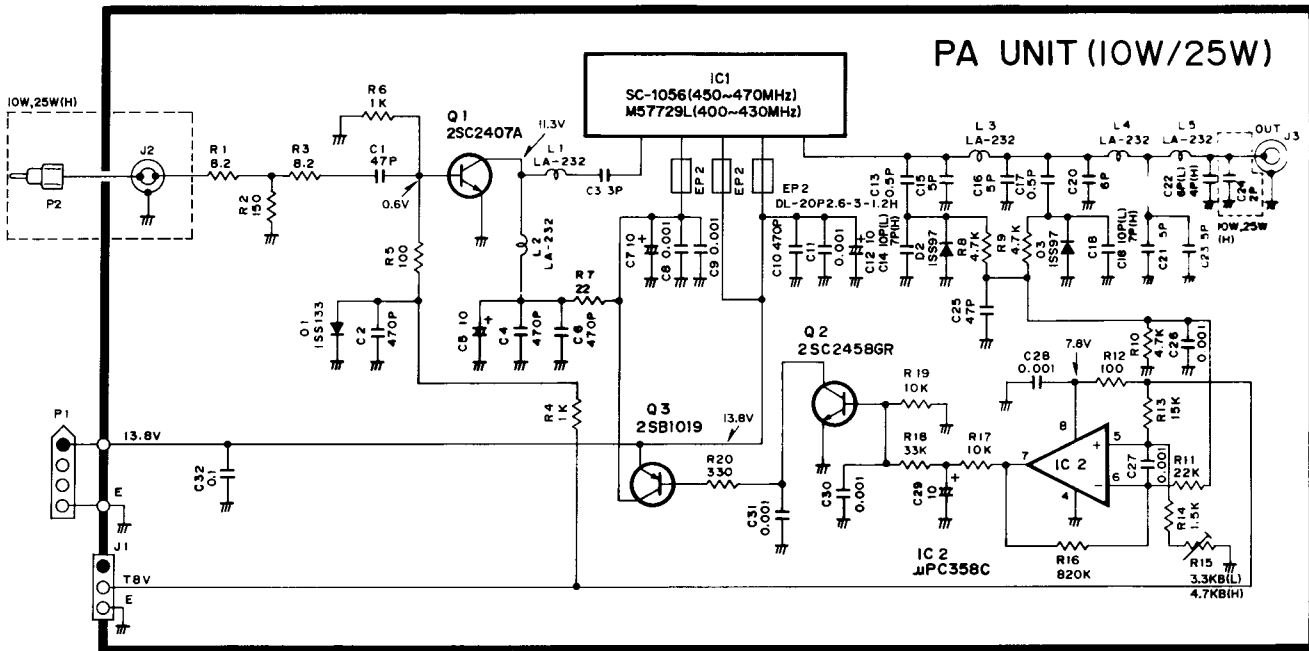 PA UNIT (10W/25W)
10W,25W(H)
P2
J2
R1
8.2
R2
150
R3
8.2
C1
47P
R6
1K
0.6V
Q1
2SC2407A
11.3V
L1
LA-232
C3 3P
IC1
SC-1056(450~470MHz)
M57729L(400~430MHz)
EP2
EP2
EP2
DL-20P2.6-3-1.2H
L2
LA-232
R5
100
D1
1SS133
C2
470P
C5 10
+
C4
470P
C6
470P
R7
22
C7 10
+
C8 0.001
C9 0.001
C10 470P
C11
0.001
C12 10
+
C13
0.5P
C15
5P
L3
LA-232
C16
5P
C17
0.5P
C20
6P
L4
LA-232
L5
LA-232
C22
6P(L)
4P(H)
C24
2P
OUT
J3
10W,25W
(H)
C14 10P(L)
7P(H)
D2
1SS97
R8
4.7K
R9
4.7K
D3
1SS97
C18 10P(L)
7P(H)
C21 5P
C23 5P
C25
47P
R10
4.7K
C26
0.001
R4
1K
Q3
2SB1019
13.8V
R20
330
C31
0.001
Q2
2SC2458GR
R19
10K
R18
33K
R17
10K
C30
0.001
C29
10
+
C28
0.001
7.8V
R12
100
R13
15K
8
7
+
5
IC 2
-
6
4
C27
0.001
R11
22K
R14
1.5K
R15
3.3KB(L)
4.7KB(H)
R16
820K
IC 2
μPC358C
P1
13.8V
C32
0.1
E
J1
T8V
E